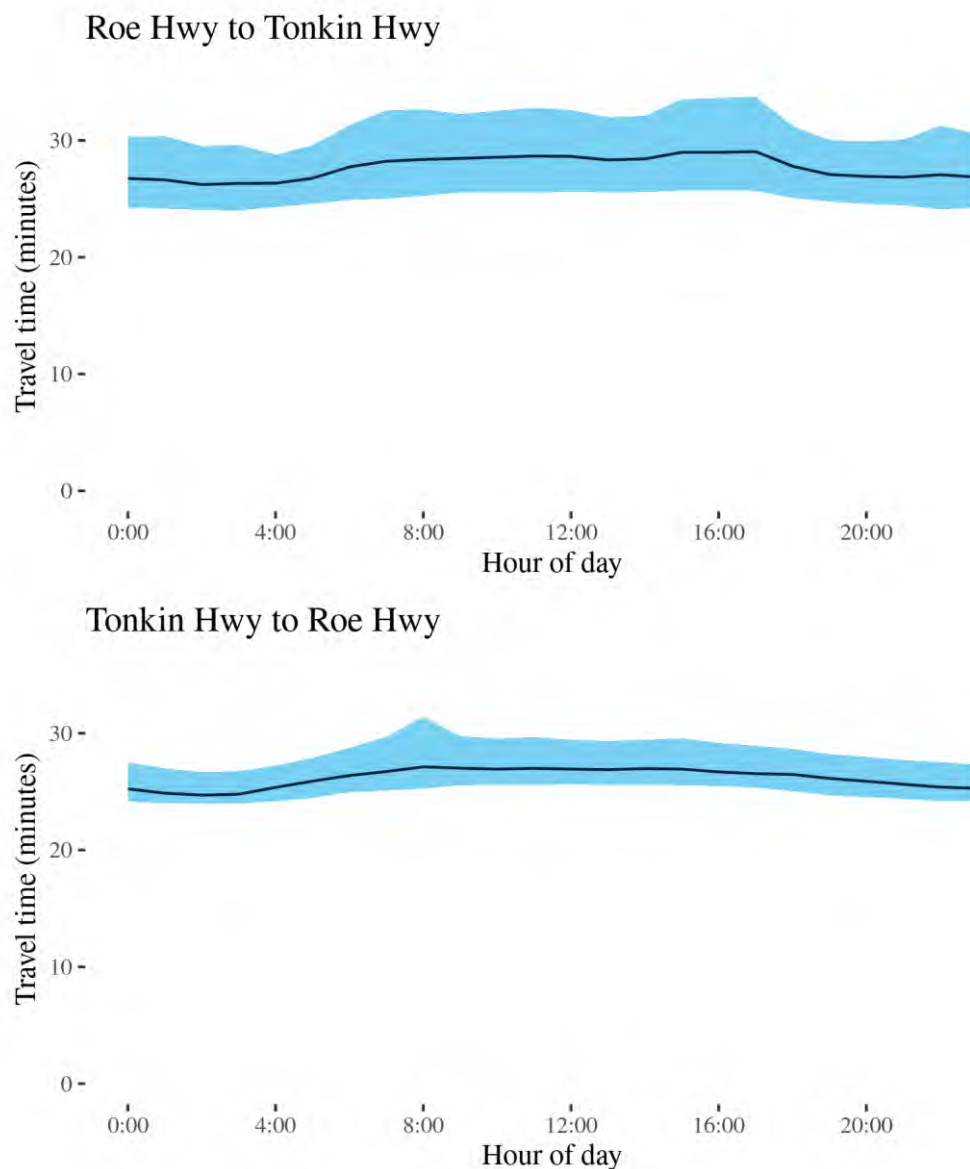 Roe Hwy to Tonkin Hwy
Travel time (minutes)
30
20
10
0
0:00 4:00 8:00 12:00 16:00 20:00
Hour of day
Tonkin Hwy to Roe Hwy
Travel time (minutes)
30
20
10
0
0:00 4:00 8:00 12:00 16:00 20:00
Hour of day